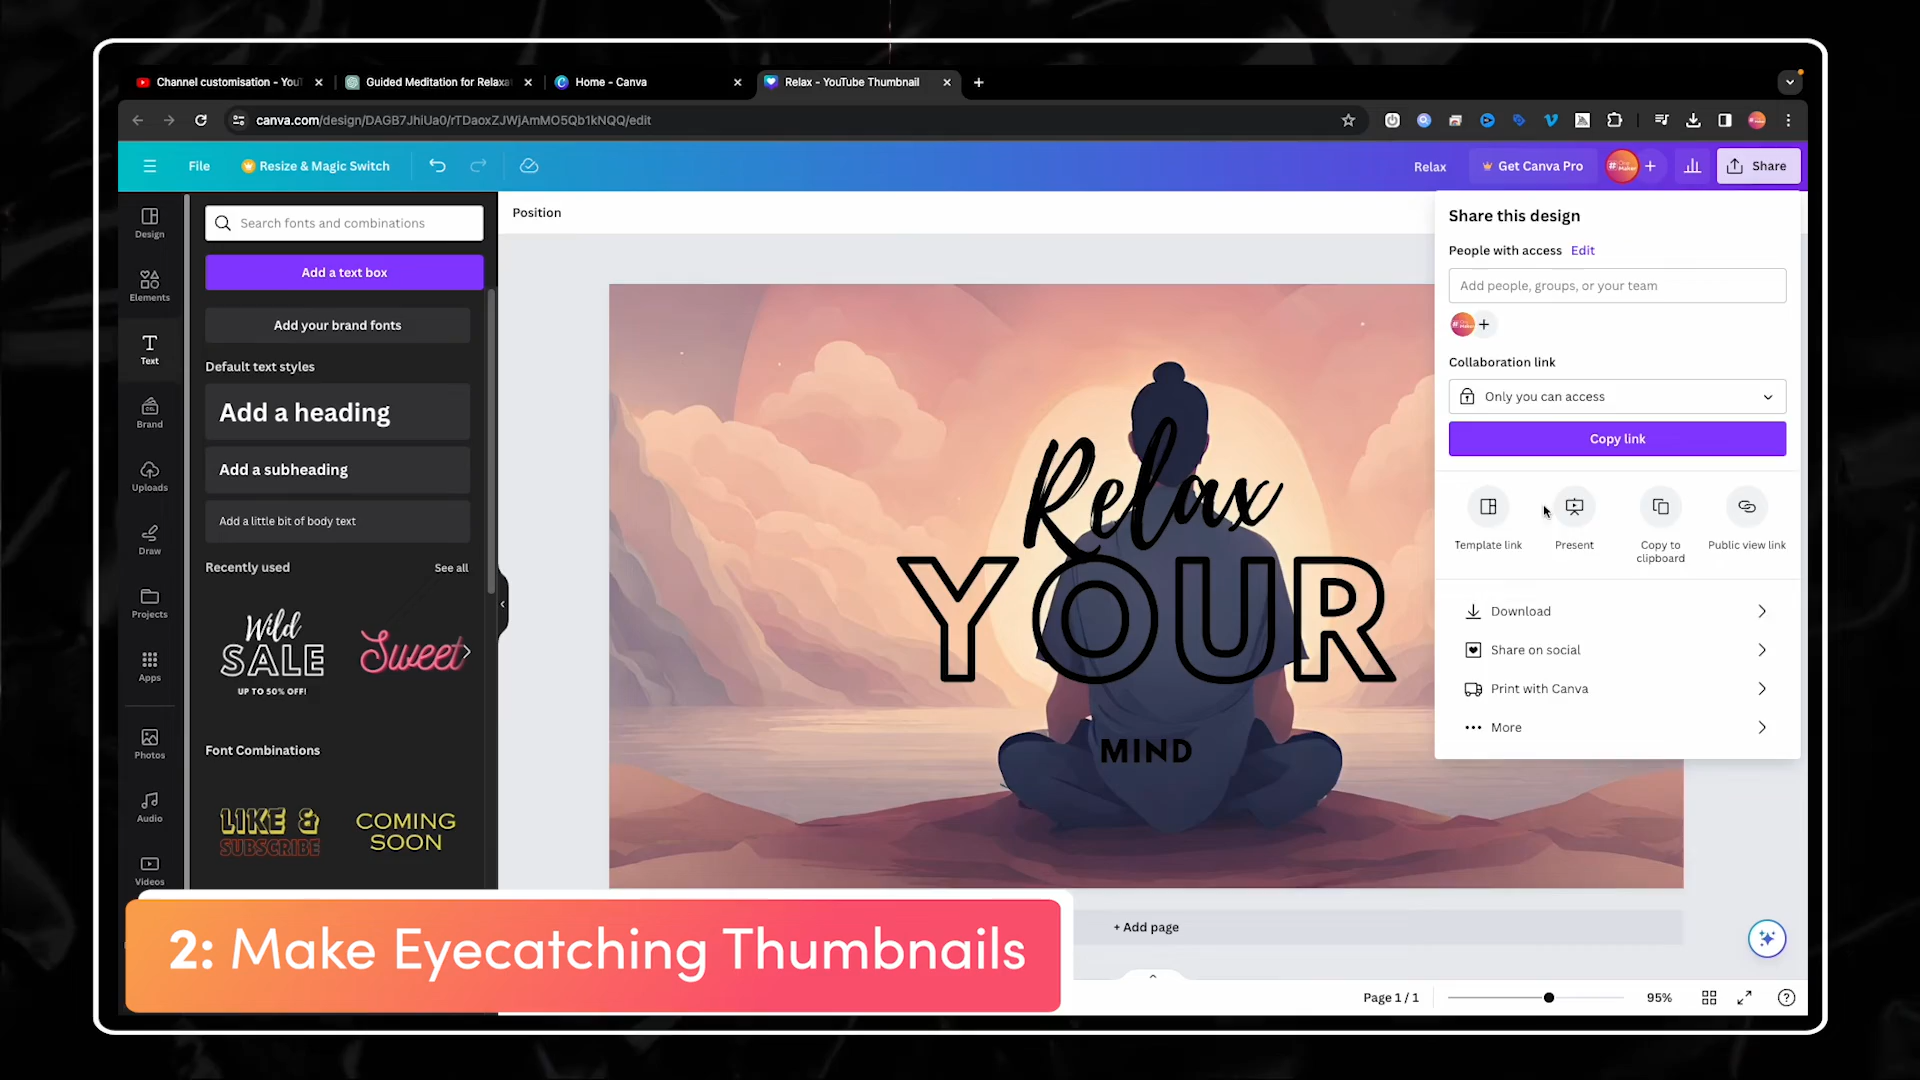 Channel customisation - YouT
Guided Meditation for Relaxa
Home - Canva
Relax - YouTube Thumbnail
canva.com/design/DAGB7JhiUa0/rTDaoxZJWjAmMO5Qb1kNQQ/edit
File
Resize & Magic Switch
Relax
Get Canva Pro
Share
Design
Elements
Text
Brand
Uploads
Draw
Projects
Apps
Photos
Audio
Videos
Search fonts and combinations
Add a text box
Add your brand fonts
Default text styles
Add a heading
Add a subheading
Add a little bit of body text
Recently used
See all
Wild
SALE
UP TO 50% OFF!
Sweet
Font Combinations
LIKE &
SUBSCRIBE
COMING
SOON
Position
Relax
YOUR
MIND
Share this design
People with access Edit
Add people, groups, or your team
Collaboration link
Only you can access
Copy link
Template link
Present
Copy to
clipboard
Public view link
Download
Share on social
Print with Canva
More
+ Add page
2: Make Eyecatching Thumbnails
Page 1 / 1
95%